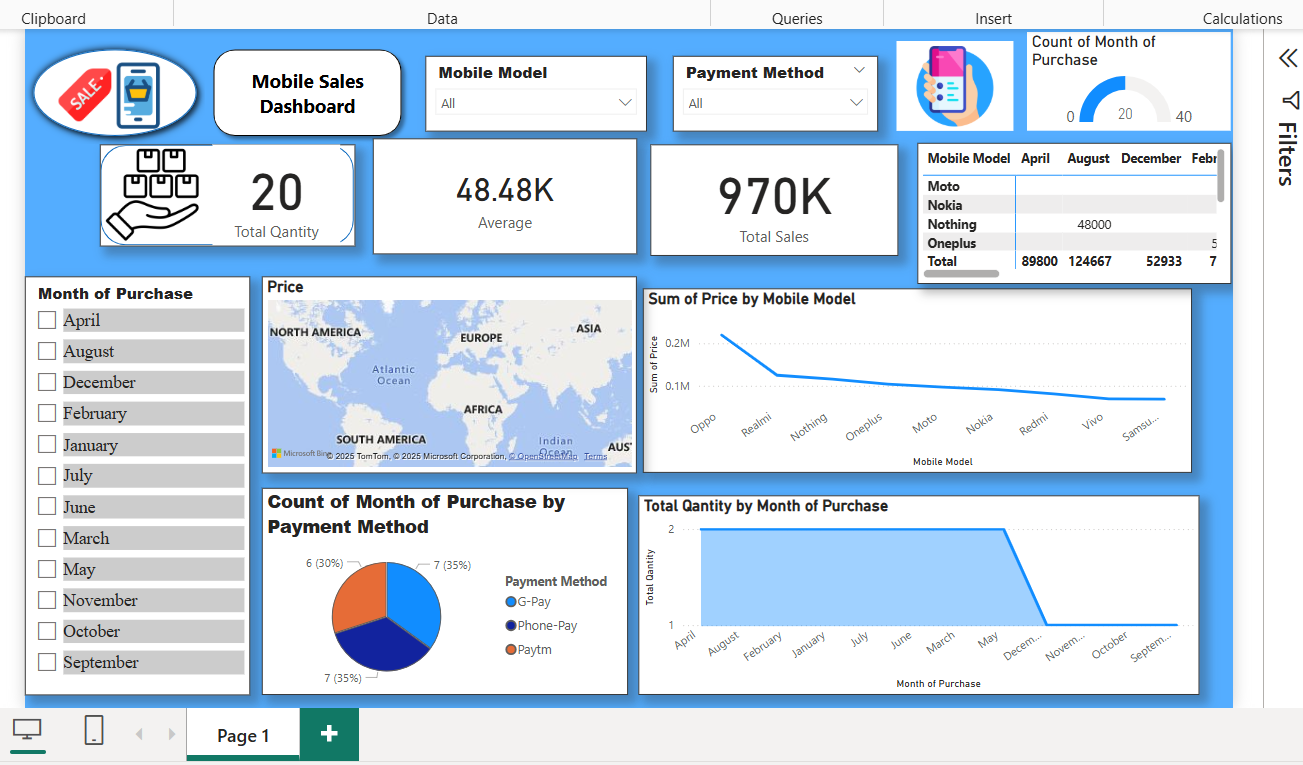 Clipboard
Data
Queries
Insert
Calculations
SALE
Mobile Sales
Dashboard
Mobile Model
All
Payment Method
All
Count of Month of
Purchase
0
20
40
Filters
20
Total Qantity
48.48K
Average
970K
Total Sales
Mobile Model April August December Febr
Moto
Nokia
Nothing 48000
Oneplus 5
Total 89800 124667 52933 7
Month of Purchase
April
August
December
February
January
July
June
March
May
November
October
September
Price
NORTH AMERICA
EUROPE
ASIA
Atlantic
Ocean
AFRICA
SOUTH AMERICA
Indian
Ocean
AUS
Microsoft Bing
© 2025 TomTom, © 2025 Microsoft Corporation, © OpenStreetMap Terms
Sum of Price by Mobile Model
Sum of Price
0.2M
0.1M
Oppo
Realmi
Nothing
Oneplus
Moto
Nokia
Redmi
Vivo
Samsu...
Mobile Model
Count of Month of Purchase by
Payment Method
6 (30%)
7 (35%)
7 (35%)
Payment Method
G-Pay
Phone-Pay
Paytm
Total Qantity by Month of Purchase
Total Qantity
2
1
April
August
February
January
July
June
March
May
Decem...
Novem...
October
Septem...
Month of Purchase
Page 1